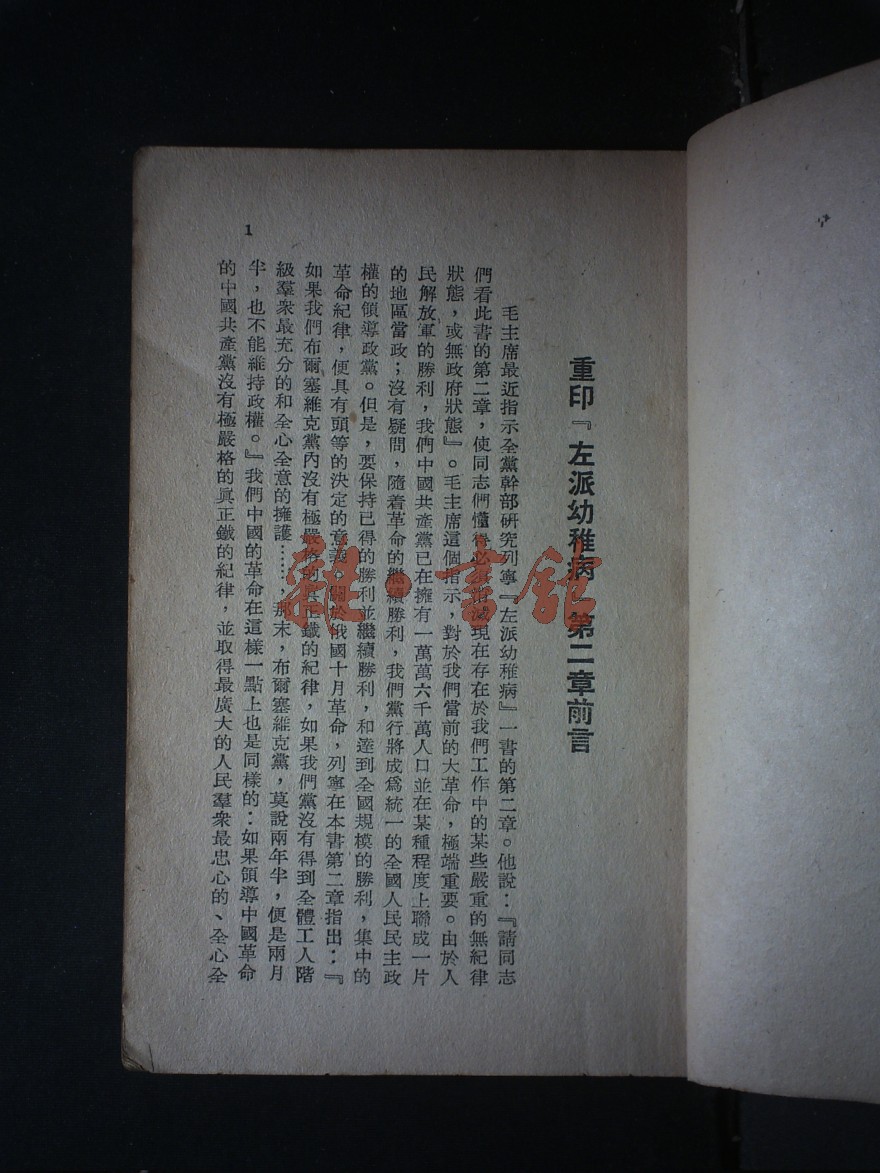 重印『左派幼稚病』第二章前言
毛主席最近指示全黨幹部硏究列寧『左派幼稚病』一書的第二章。他說：『請同志
們看此書的第二章，使同志們懂得必須消滅現在存在於我們工作中的某些嚴重的無紀律
狀態，或無政府狀態』。毛主席這個指示，對於我們當前的大革命，極端重要。由於人
民解放軍的勝利，我們中國共產黨已在擁有一萬萬六千萬人口並在某種程度上聯成一片
的地區當政；沒有疑問，隨着革命的繼續勝利，我們黨行將成爲統一的全國人民民主政
權的領導政黨。但是，要保持已得的勝利並繼續勝利，和達到全國規模的勝利，集中的
革命紀律，便具有頭等的決定的意義。關於俄國十月革命，列寧在本書第二章指出：『
如果我們布爾塞維克黨內沒有極嚴格的眞正鐵的紀律，如果我們黨沒有得到全體工人階
級羣衆最充分的和全心全意的擁護……，那末，布爾塞維克黨，莫說兩年半，便是兩月
半，也不能維持政權。』我們中國的革命在這樣一點上也是同樣的：如果領導中國革命
的中國共產黨沒有極嚴格的眞正鐵的紀律，並取得最廣大的人民羣衆最忠心的、全心全
1
雜書館